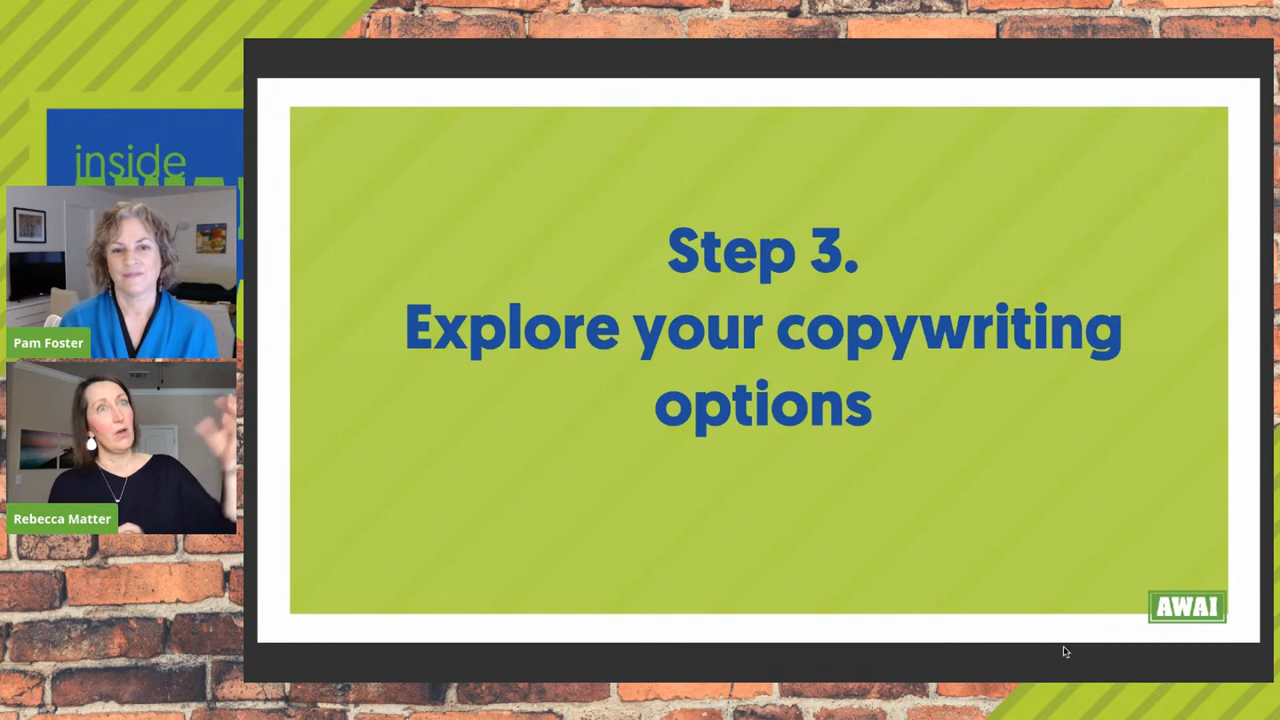 inside
Pam Foster
Rebecca Matter
Step 3.
Explore your copywriting
options
AWAI